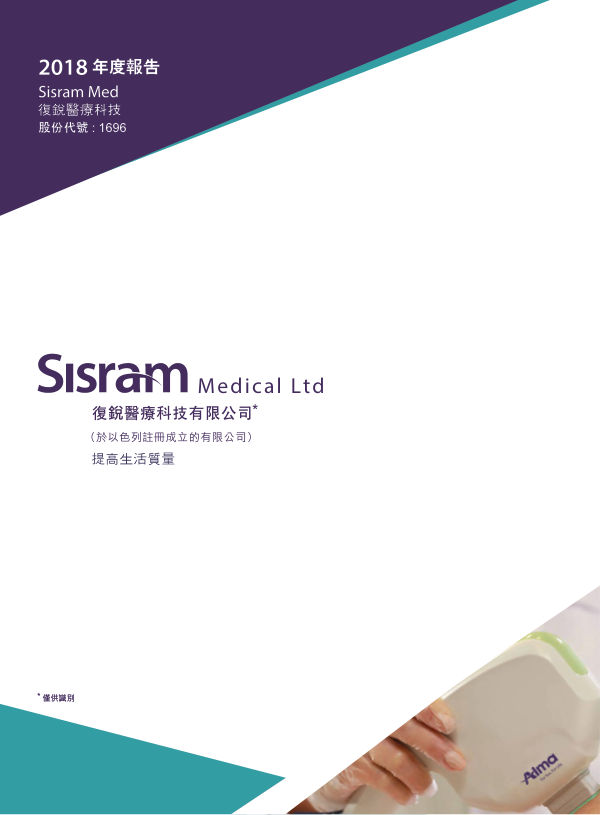 2018 年度報告
Sisram Med
復銳醫療科技
股份代號 : 1696
Sisram Medical Ltd
復銳醫療科技有限公司*
（於以色列註冊成立的有限公司）
提高生活質量
* 僅供識別
Alma